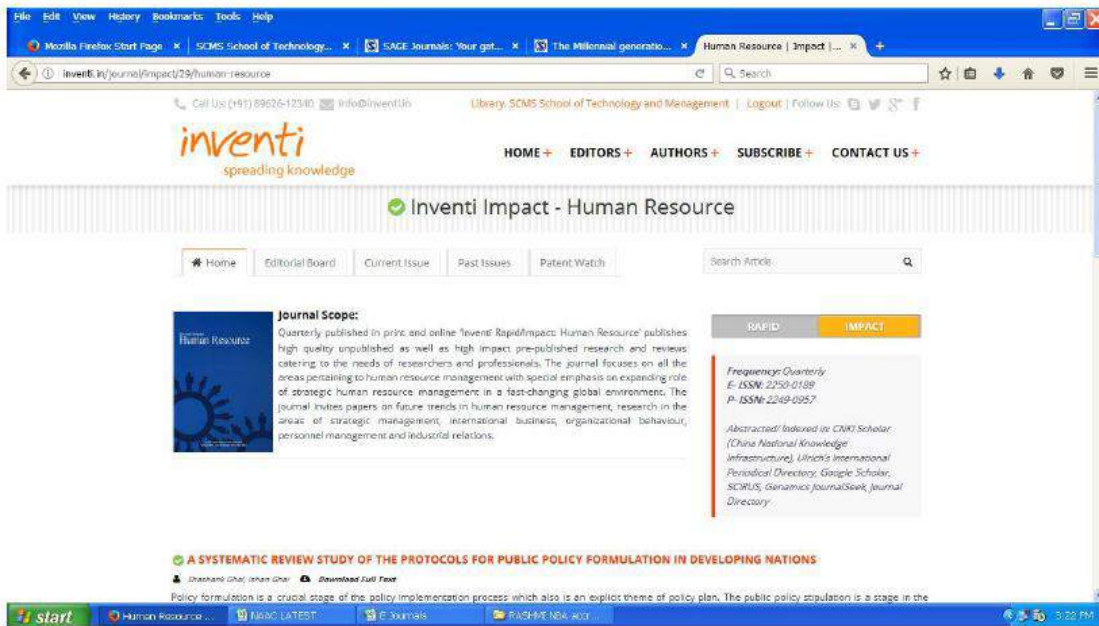 File Edit View History Bookmarks Tools Help
Mozilla Firefox Start Page × SCMS School of Technology... × SAGE Journals: Your gat... × The Millennial generatio... × Human Resource | Impact |... × +
inventi.in/journal/impact/29/human-resource Search
Call Us: (+91) 89626-12340 info@inventi.in Library: SCMS School of Technology and Management | Logout | Follow Us:
inventi
spreading knowledge
HOME + EDITORS + AUTHORS + SUBSCRIBE + CONTACT US +
Inventi Impact - Human Resource
Home Editorial Board Current Issue Past Issues Patent Watch Search Article
Human Resource
Journal Scope:
Quarterly published in print and online 'Inventi Rapid/Impact: Human Resource' publishes
high quality unpublished as well as high impact pre-published research and reviews
catering to the needs of researchers and professionals. The journal focuses on all the
areas pertaining to human resource management with special emphasis on expanding role
of strategic human resource management in a fast-changing global environment. The
journal invites papers on future trends in human resource management, research in the
areas of strategic management, international business, organizational behaviour,
personnel management and industrial relations.
RAPID IMPACT
Frequency: Quarterly
E- ISSN: 2250-0189
P- ISSN: 2249-0957
Abstracted/ Indexed in: CNKI Scholar
(China National Knowledge
Infrastructure), Ulrich's International
Periodical Directory, Google Scholar,
SCIRUS, Genamics JournalSeek, Journal
Directory
A SYSTEMATIC REVIEW STUDY OF THE PROTOCOLS FOR PUBLIC POLICY FORMULATION IN DEVELOPING NATIONS
Shashank Ghai, Ishan Ghai Download Full Text
Policy formulation is a crucial stage of the policy implementation process which also is an explicit theme of policy plan. The public policy stipulation is a stage in the
start Human Resource ... NAAC LATEST E Journals RASHMI NBA accr... 3:22 PM